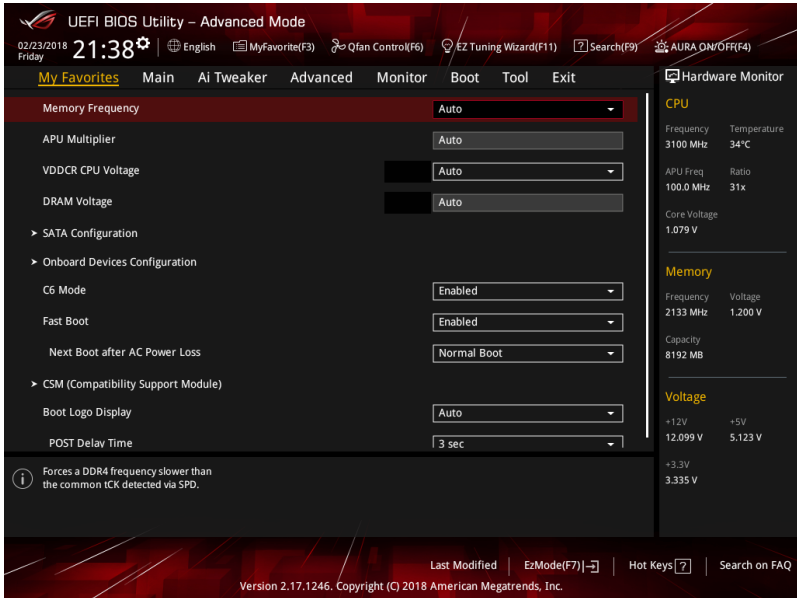 UEFI BIOS Utility – Advanced Mode
02/23/2018 Friday 21:38 English MyFavorite(F3) Qfan Control(F6) EZ Tuning Wizard(F11) ? Search(F9) AURA ON/OFF(F4)
My Favorites Main Ai Tweaker Advanced Monitor Boot Tool Exit
Memory Frequency Auto
APU Multiplier Auto
VDDCR CPU Voltage Auto
DRAM Voltage Auto
> SATA Configuration
> Onboard Devices Configuration
C6 Mode Enabled
Fast Boot Enabled
Next Boot after AC Power Loss Normal Boot
> CSM (Compatibility Support Module)
Boot Logo Display Auto
POST Delay Time 3 sec
i Forces a DDR4 frequency slower than
the common tCK detected via SPD.
Hardware Monitor
CPU
Frequency Temperature
3100 MHz 34°C
APU Freq Ratio
100.0 MHz 31x
Core Voltage
1.079 V
Memory
Frequency Voltage
2133 MHz 1.200 V
Capacity
8192 MB
Voltage
+12V +5V
12.099 V 5.123 V
+3.3V
3.335 V
Last Modified EzMode(F7) Hot Keys ? Search on FAQ
Version 2.17.1246. Copyright (C) 2018 American Megatrends, Inc.